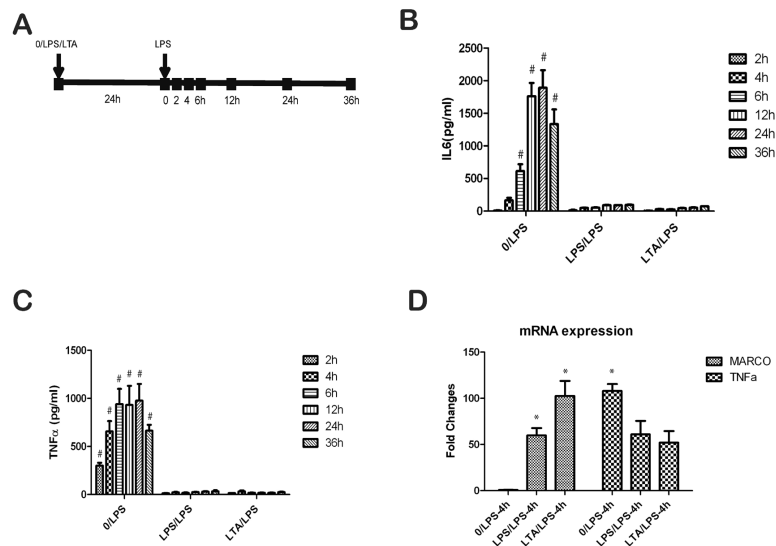 A
0/LPS/LTA
LPS
24h
0 2 4 6h 12h 24h 36h
B
IL6(pg/ml)
2500
2000
1500
1000
500
0
#
#
#
#
0/LPS
LPS/LPS
LTA/LPS
2h
4h
6h
12h
24h
36h
C
TNFα (pg/ml)
1500
1000
500
0
#
#
#
#
#
#
0/LPS
LPS/LPS
LTA/LPS
2h
4h
6h
12h
24h
36h
D
mRNA expression
Fold Changes
150
100
50
0
*
*
*
0/LPS-4h
LPS/LPS-4h
LTA/LPS-4h
0/LPS-4h
LPS/LPS-4h
LTA/LPS-4h
MARCO
TNFa